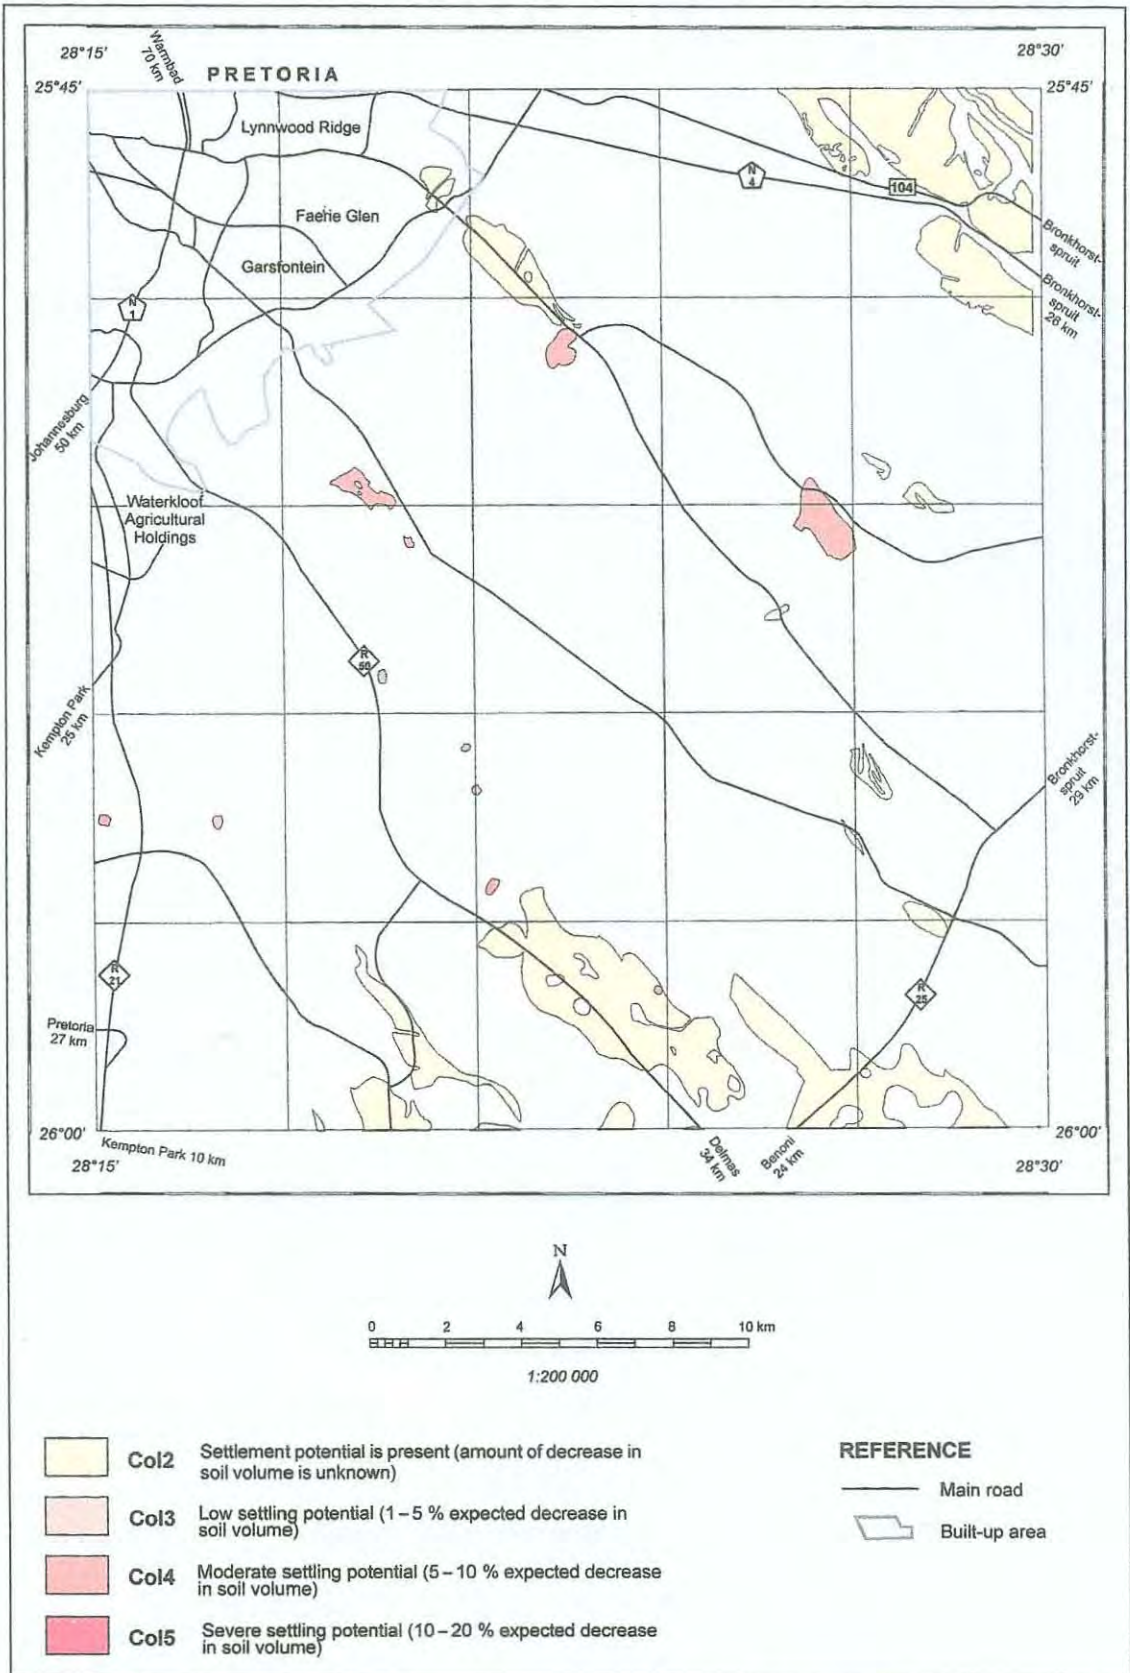 28°15'
Warmbad
70 km
PRETORIA
28°30'
25°45'
25°45'
Lynnwood Ridge
N
4
104
Faerie Glen
Garsfontein
Bronkhorst-
spruit
Bronkhorst-
spruit
26 km
N
1
Johannesburg
50 km
Waterkloof
Agricultural
Holdings
R
50
Kempton Park
25 km
Bronkhorst-
spruit
29 km
R
21
R
25
Pretoria
27 km
26°00'
Kempton Park 10 km
28°15'
Delmas
34 km
Benoni
24 km
26°00'
28°30'
N
0 2 4 6 8 10 km
1:200 000
Col2 Settlement potential is present (amount of decrease in
soil volume is unknown)
Col3 Low settling potential (1–5 % expected decrease in
soil volume)
Col4 Moderate settling potential (5–10 % expected decrease
in soil volume)
Col5 Severe settling potential (10–20 % expected decrease
in soil volume)
REFERENCE
Main road
Built-up area